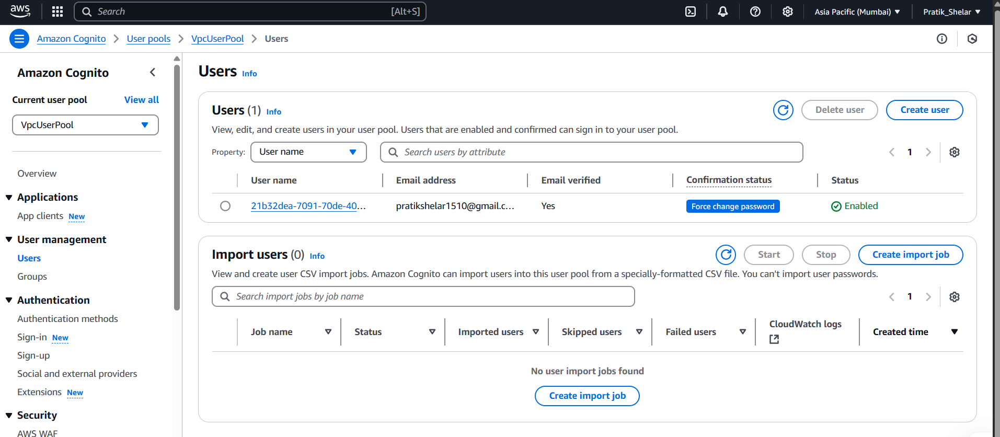 aws
Search [Alt+S]
Asia Pacific (Mumbai)
Pratik_Shelar
Amazon Cognito
User pools
VpcUserPool
Users
Amazon Cognito
Current user pool View all
VpcUserPool
Overview
Applications
App clients New
User management
Users
Groups
Authentication
Authentication methods
Sign-in New
Sign-up
Social and external providers
Extensions New
Security
AWS WAF
Users Info
Users (1) Info
Delete user
Create user
View, edit, and create users in your user pool. Users that are enabled and confirmed can sign in to your user pool.
Property: User name
Search users by attribute
1
User name Email address Email verified Confirmation status Status
21b32dea-7091-70de-40... pratikshelar1510@gmail.c... Yes Force change password Enabled
Import users (0) Info
Start
Stop
Create import job
View and create user CSV import jobs. Amazon Cognito can import users into this user pool from a specially-formatted CSV file. You can't import user passwords.
Search import jobs by job name
1
Job name Status Imported users Skipped users Failed users CloudWatch logs Created time
No user import jobs found
Create import job